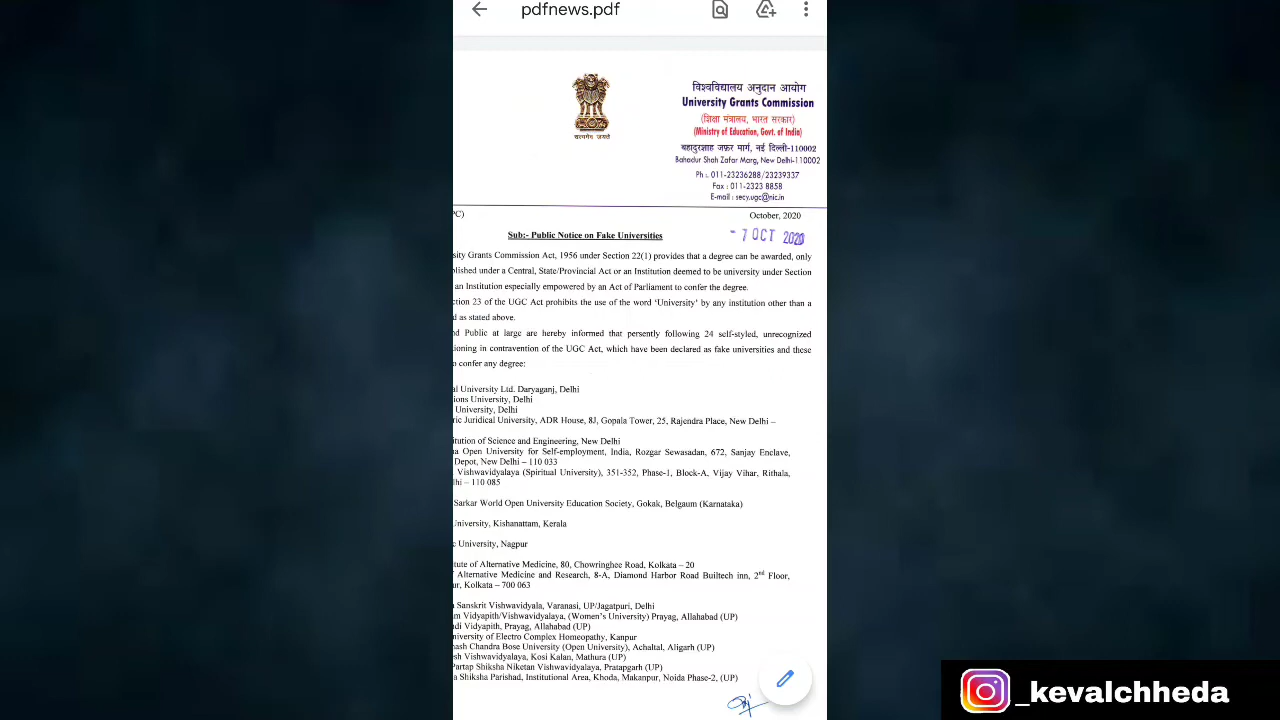 pdfnews.pdf
विश्वविद्यालय अनुदान आयोग
University Grants Commission
(शिक्षा मंत्रालय, भारत सरकार)
(Ministry of Education, Govt. of India)
बहादुरशाह ज़फ़र मार्ग, नई दिल्ली-110002
Bahadur Shah Zafar Marg, New Delhi-110002
Ph :. 011-23236288/23239337
Fax : 011-2323 8858
E-mail : secy.ugc@nic.in
सत्यमेव जयते
PC) October, 2020
Sub:- Public Notice on Fake Universities
- 7 OCT 2020
sity Grants Commission Act, 1956 under Section 22(1) provides that a degree can be awarded, only
blished under a Central, State/Provincial Act or an Institution deemed to be university under Section
an Institution especially empowered by an Act of Parliament to confer the degree.
ction 23 of the UGC Act prohibits the use of the word 'University' by any institution other than a
d as stated above.
nd Public at large are hereby informed that persently following 24 self-styled, unrecognized
tioning in contravention of the UGC Act, which have been declared as fake universities and these
o confer any degree:
al University Ltd. Daryaganj, Delhi
ions University, Delhi
University, Delhi
ric Juridical University, ADR House, 8J, Gopala Tower, 25, Rajendra Place, New Delhi –
titution of Science and Engineering, New Delhi
na Open University for Self-employment, India, Rozgar Sewasadan, 672, Sanjay Enclave,
Depot, New Delhi – 110 033
Vishwavidyalaya (Spiritual University), 351-352, Phase-1, Block-A, Vijay Vihar, Rithala,
lhi – 110 085
Sarkar World Open University Education Society, Gokak, Belgaum (Karnataka)
University, Kishanattam, Kerala
c University, Nagpur
itute of Alternative Medicine, 80, Chowringhee Road, Kolkata – 20
f Alternative Medicine and Research, 8-A, Diamond Harbor Road Builtech inn, 2nd Floor,
ur, Kolkata – 700 063
a Sanskrit Vishwavidyala, Varanasi, UP/Jagatpuri, Delhi
am Vidyapith/Vishwavidyalaya, (Women's University) Prayag, Allahabad (UP)
ndi Vidyapith, Prayag, Allahabad (UP)
niversity of Electro Complex Homeopathy, Kanpur
hash Chandra Bose University (Open University), Achaltal, Aligarh (UP)
esh Vishwavidyalaya, Kosi Kalan, Mathura (UP)
Partap Shiksha Niketan Vishwavidyalaya, Pratapgarh (UP)
a Shiksha Parishad, Institutional Area, Khoda, Makanpur, Noida Phase-2, (UP)
_kevalchheda